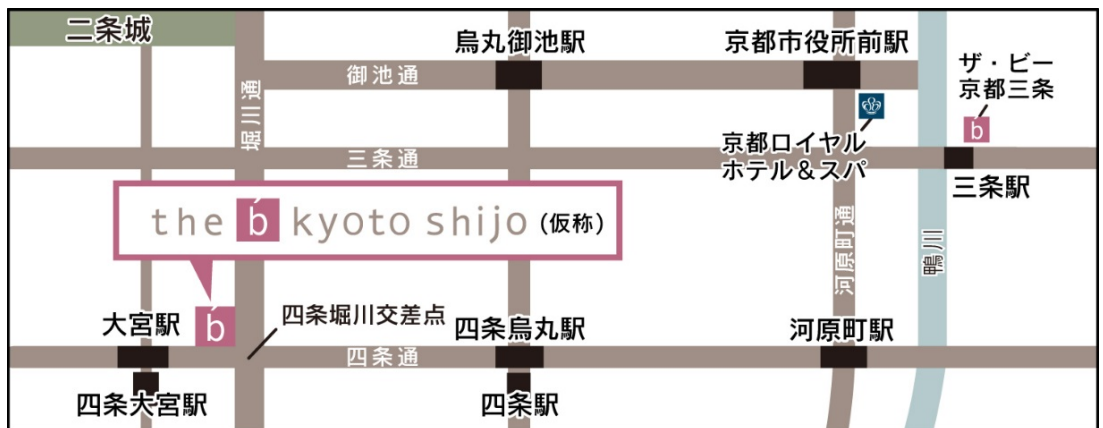 二条城
烏丸御池駅
京都市役所前駅
ザ・ビー
京都三条
御池通
堀川通
b
三条通
京都ロイヤル
ホテル&スパ
三条駅
the b kyoto shijo (仮称)
河原町通
鴨川
大宮駅
b
四条堀川交差点
四条烏丸駅
河原町駅
四条通
四条大宮駅
四条駅